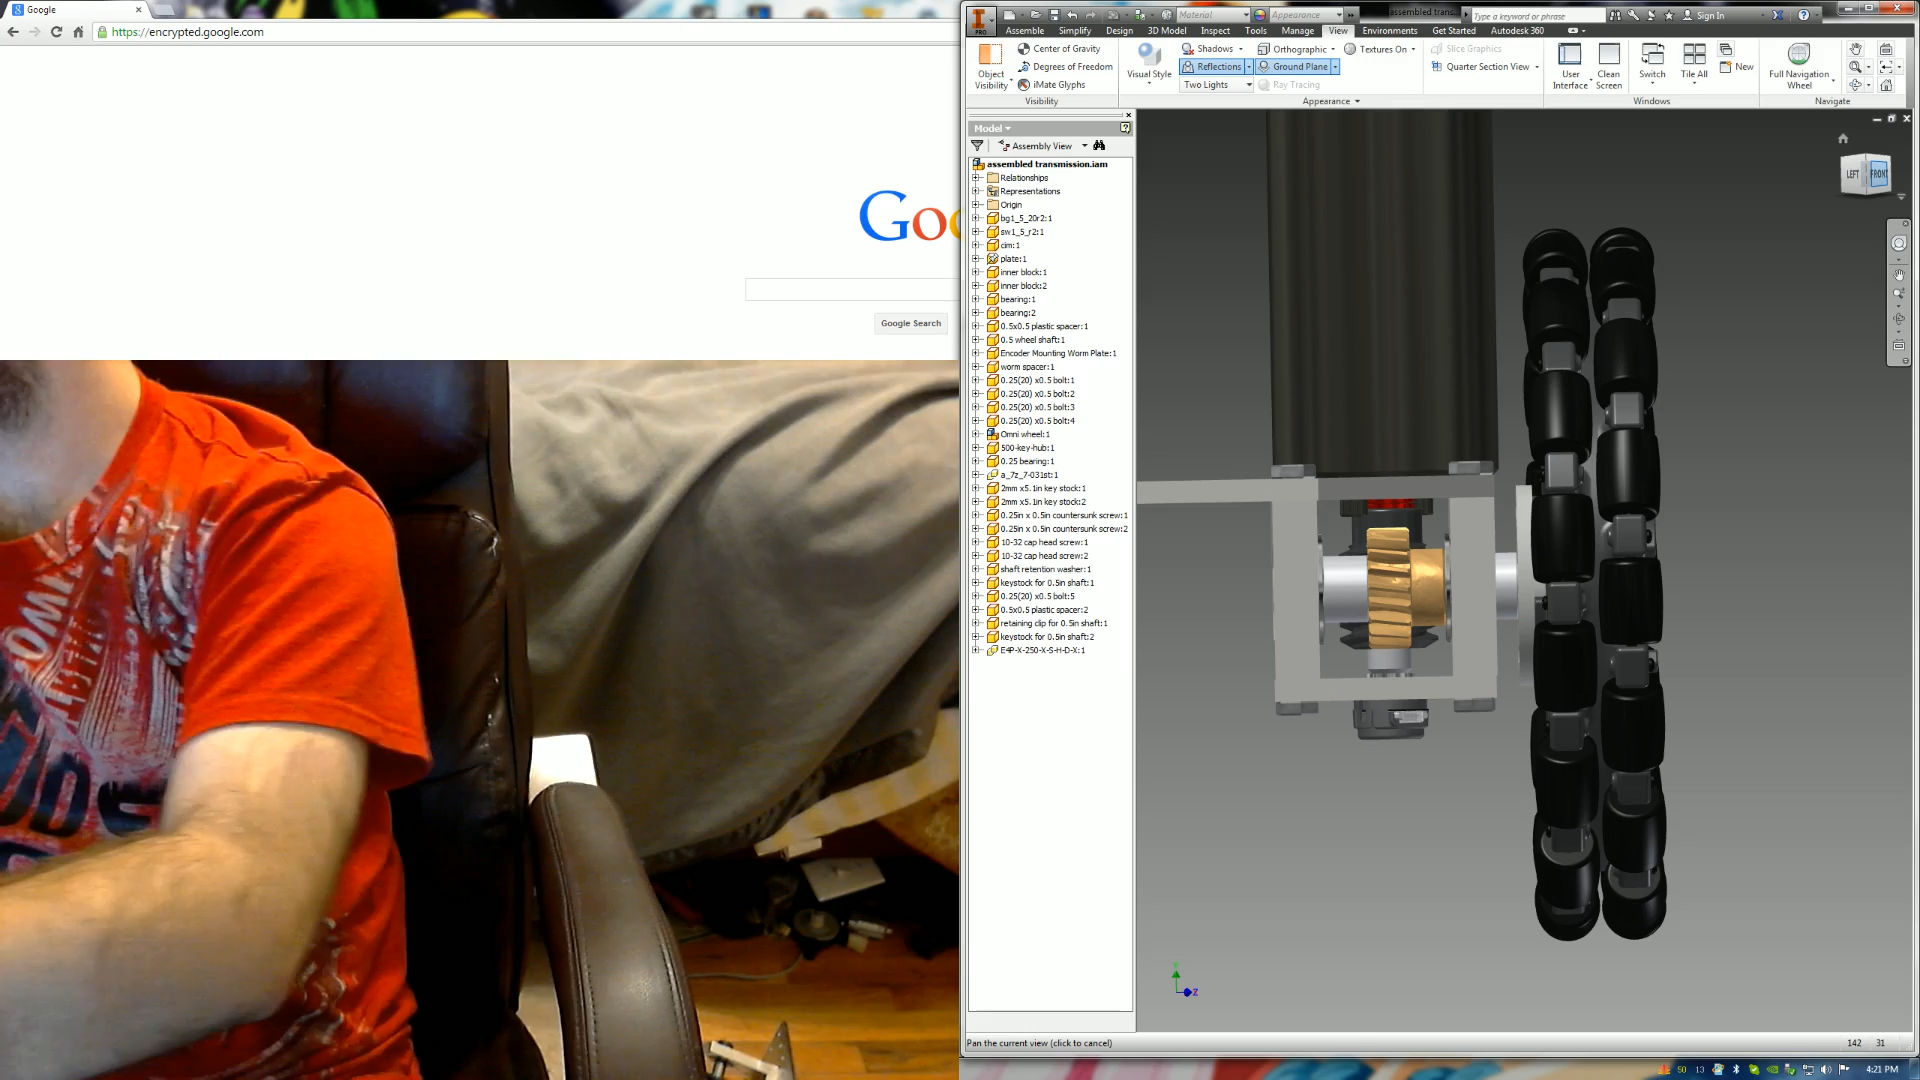 Google
https://encrypted.google.com
Goo
Google Search
PRO
Material
Appearance
assembled trans
Type a keyword or phrase
Sign In
Assemble Simplify Design 3D Model Inspect Tools Manage View Environments Get Started Autodesk 360
Object Visibility
Center of Gravity
Degrees of Freedom
iMate Glyphs
Visibility
Visual Style
Shadows
Reflections
Two Lights
Orthographic
Ground Plane
Ray Tracing
Textures On
Appearance
Slice Graphics
Quarter Section View
User Interface
Clean Screen
Switch
Tile All
New
Windows
Full Navigation Wheel
Navigate
Model
Assembly View
assembled transmission.iam
Relationships
Representations
Origin
bg1_5_20r2:1
sw1_5_r2:1
cim:1
plate:1
inner block:1
inner block:2
bearing:1
bearing:2
0.5x0.5 plastic spacer:1
0.5 wheel shaft:1
Encoder Mounting Worm Plate:1
worm spacer:1
0.25(20) x0.5 bolt:1
0.25(20) x0.5 bolt:2
0.25(20) x0.5 bolt:3
0.25(20) x0.5 bolt:4
Omni wheel:1
500-key-hub:1
0.25 bearing:1
a_7z_7-031st:1
2mm x5.1in key stock:1
2mm x5.1in key stock:2
0.25in x 0.5in countersunk screw:1
0.25in x 0.5in countersunk screw:2
10-32 cap head screw:1
10-32 cap head screw:2
shaft retention washer:1
keystock for 0.5in shaft:1
0.25(20) x0.5 bolt:5
0.5x0.5 plastic spacer:2
retaining clip for 0.5in shaft:1
keystock for 0.5in shaft:2
E4P-X-250-X-S-H-D-X:1
LEFT FRONT
Y
Z
Pan the current view (click to cancel)
142 31
50 13
4:21 PM